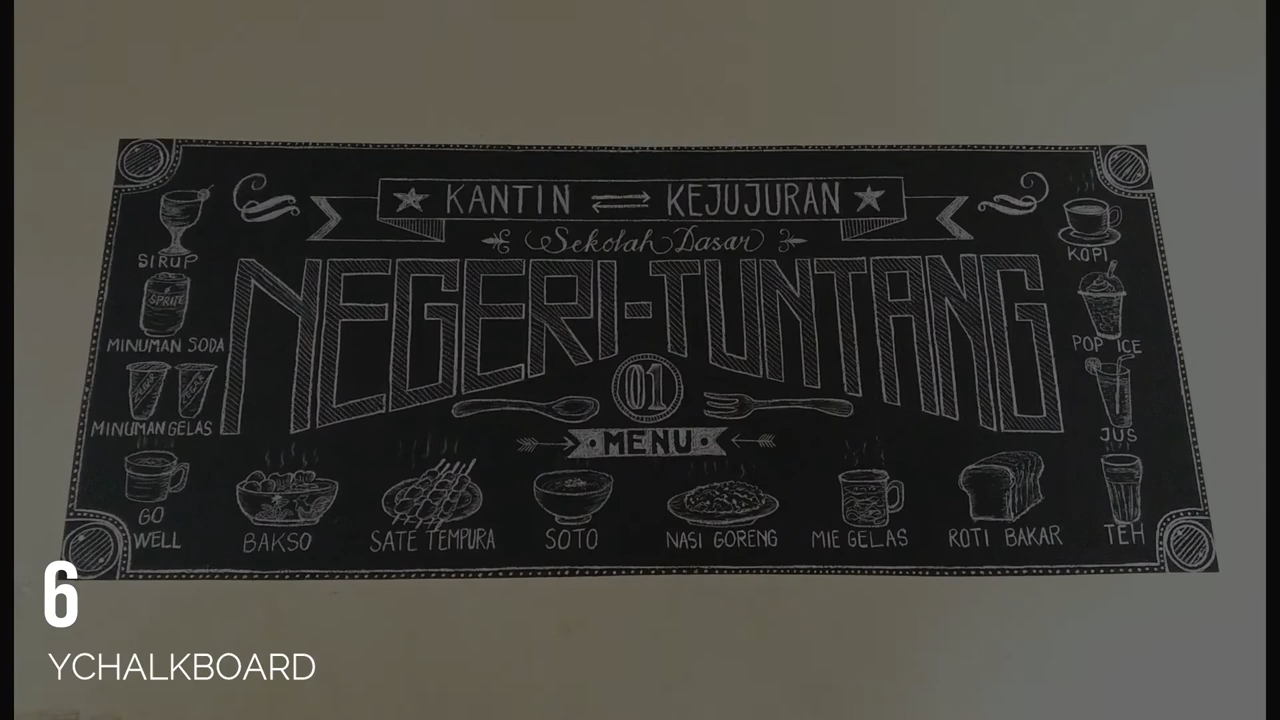 KANTIN KEJUJURAN
Sekolah Dasar
NEGERI-TUNTANG
01
MENU
SIRUP
SPRITE
MINUMAN SODA
MINUMAN GELAS
GO
WELL
BAKSO
SATE TEMPURA
SOTO
NASI GORENG
MIE GELAS
ROTI BAKAR
KOPI
POP ICE
JUS
TEH
6
YCHALKBOARD